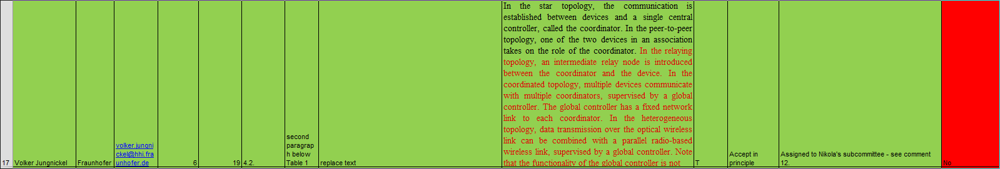 In the star topology, the communication is
established between devices and a single central
controller, called the coordinator. In the peer-to-peer
topology, one of the two devices in an association
takes on the role of the coordinator. In the relaying
topology, an intermediate relay node is introduced
between the coordinator and the device. In the
coordinated topology, multiple devices communicate
with multiple coordinators, supervised by a global
controller. The global controller has a fixed network
link to each coordinator. In the heterogeneous
topology, data transmission over the optical wireless
link can be combined with a parallel radio-based
wireless link, supervised by a global controller. Note
that the functionality of the global controller is not
17
Volker Jungnickel
Fraunhofer
volker.jungni
ckel@hhi.fra
unhofer.de
6
19
4.2.
second
paragrap
h below
Table 1
replace text
T
Accept in
principle
Assigned to Nikola's subcommittee - see comment
12.
No